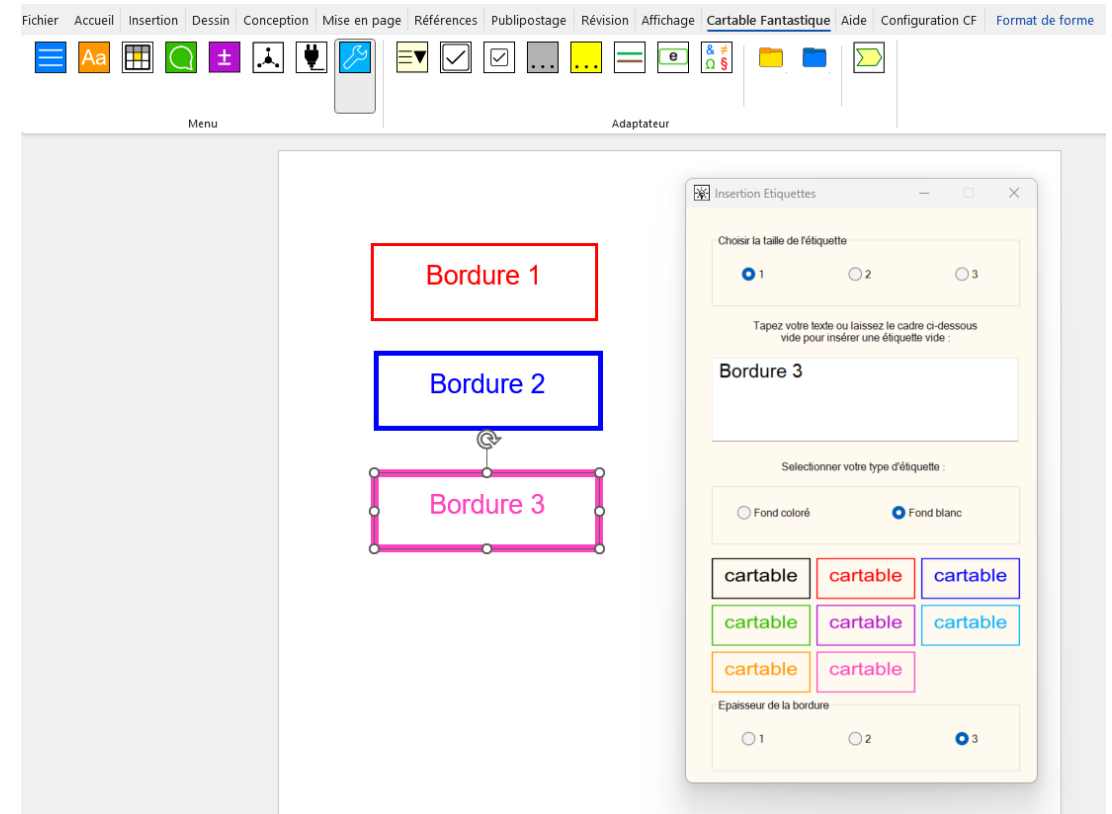 Fichier Accueil Insertion Dessin Conception Mise en page Références Publipostage Révision Affichage Cartable Fantastique Aide Configuration CF Format de forme
Aa ± ... ... e & ≠ Ω §
Menu Adaptateur
Insertion Etiquettes
Choisir la taille de l'étiquette
1 2 3
Tapez votre texte ou laissez le cadre ci-dessous
vide pour insérer une étiquette vide :
Bordure 3
Selectionner votre type d'étiquette :
Fond coloré Fond blanc
cartable cartable cartable
cartable cartable cartable
cartable cartable
Epaisseur de la bordure
1 2 3
Bordure 1
Bordure 2
Bordure 3